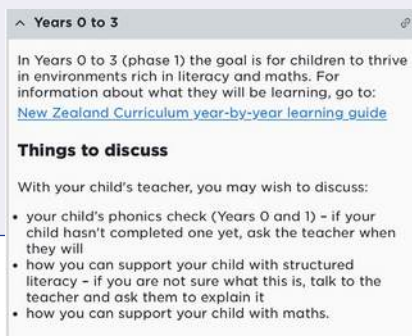 Years 0 to 3
In Years 0 to 3 (phase 1) the goal is for children to thrive
in environments rich in literacy and maths. For
information about what they will be learning, go to:
New Zealand Curriculum year-by-year learning guide
Things to discuss
With your child's teacher, you may wish to discuss:
• your child's phonics check (Years 0 and 1) – if your
child hasn't completed one yet, ask the teacher when
they will
• how you can support your child with structured
literacy – if you are not sure what this is, talk to the
teacher and ask them to explain it
• how you can support your child with maths.